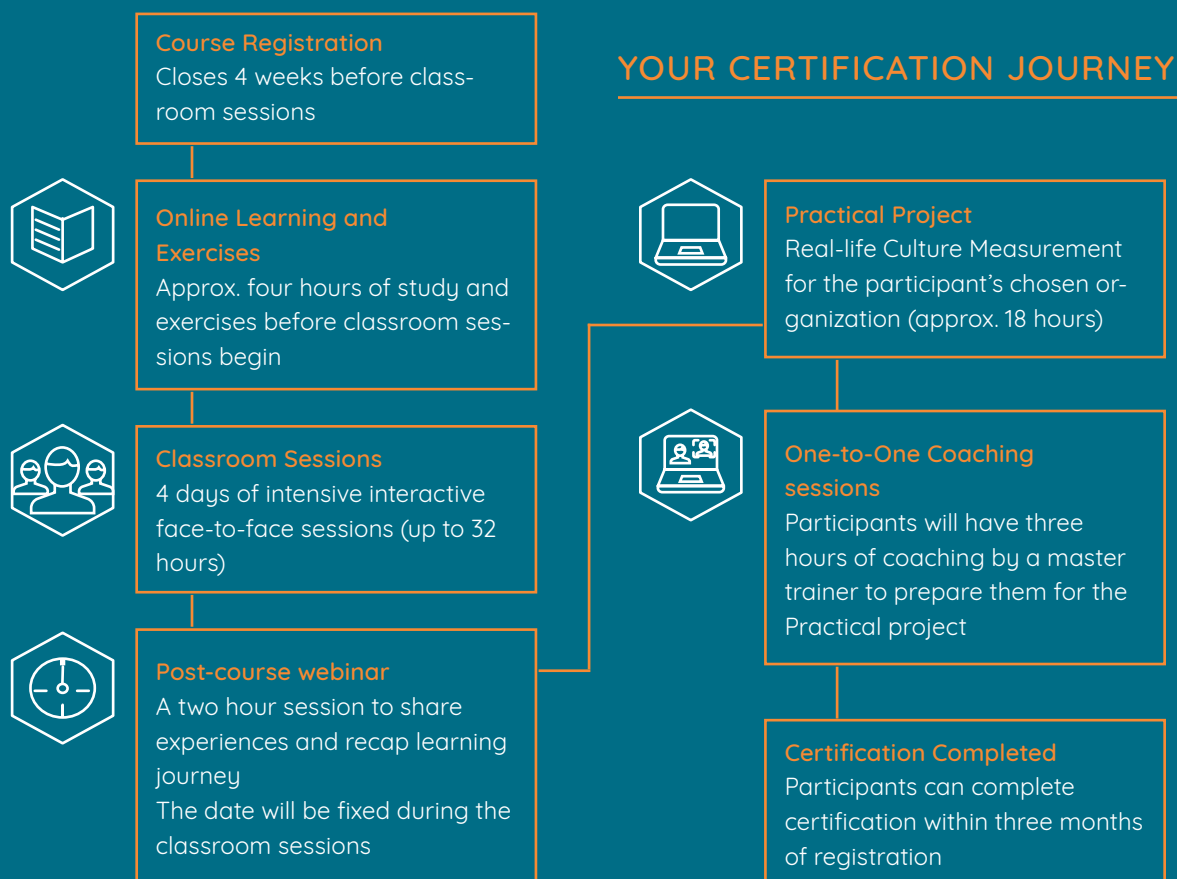 YOUR CERTIFICATION JOURNEY
Course Registration
Closes 4 weeks before class-
room sessions
Online Learning and
Exercises
Approx. four hours of study and
exercises before classroom ses-
sions begin
Classroom Sessions
4 days of intensive interactive
face-to-face sessions (up to 32
hours)
Post-course webinar
A two hour session to share
experiences and recap learning
journey
The date will be fixed during the
classroom sessions
Practical Project
Real-life Culture Measurement
for the participant's chosen or-
ganization (approx. 18 hours)
One-to-One Coaching
sessions
Participants will have three
hours of coaching by a master
trainer to prepare them for the
Practical project
Certification Completed
Participants can complete
certification within three months
of registration